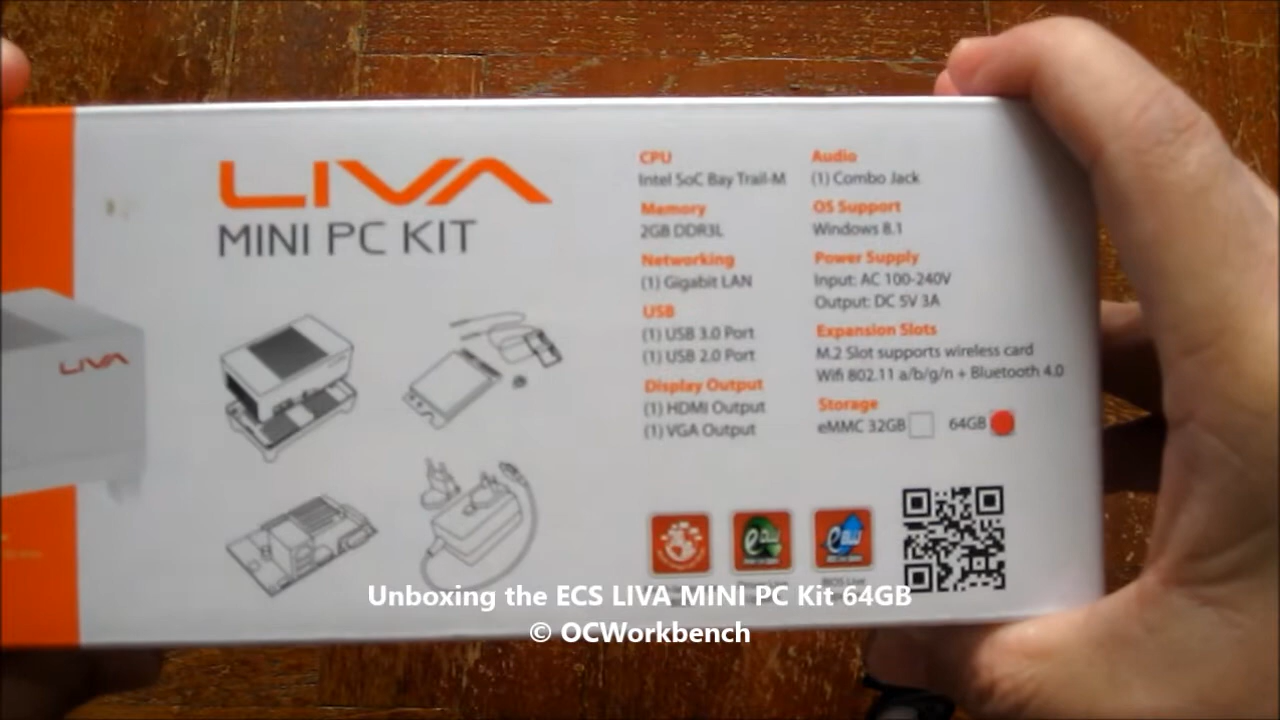 LIVA
MINI PC KIT
LIVA
CPU
Intel SoC Bay Trail-M
Memory
2GB DDR3L
Networking
(1) Gigabit LAN
USB
(1) USB 3.0 Port
(1) USB 2.0 Port
Display Output
(1) HDMI Output
(1) VGA Output
Audio
(1) Combo Jack
OS Support
Windows 8.1
Power Supply
Input: AC 100-240V
Output: DC 5V 3A
Expansion Slots
M.2 Slot supports wireless card
Wifi 802.11 a/b/g/n + Bluetooth 4.0
Storage
eMMC 32GB 64GB
eBLU
BIOS Live
Unboxing the ECS LIVA MINI PC Kit 64GB
© OCWorkbench